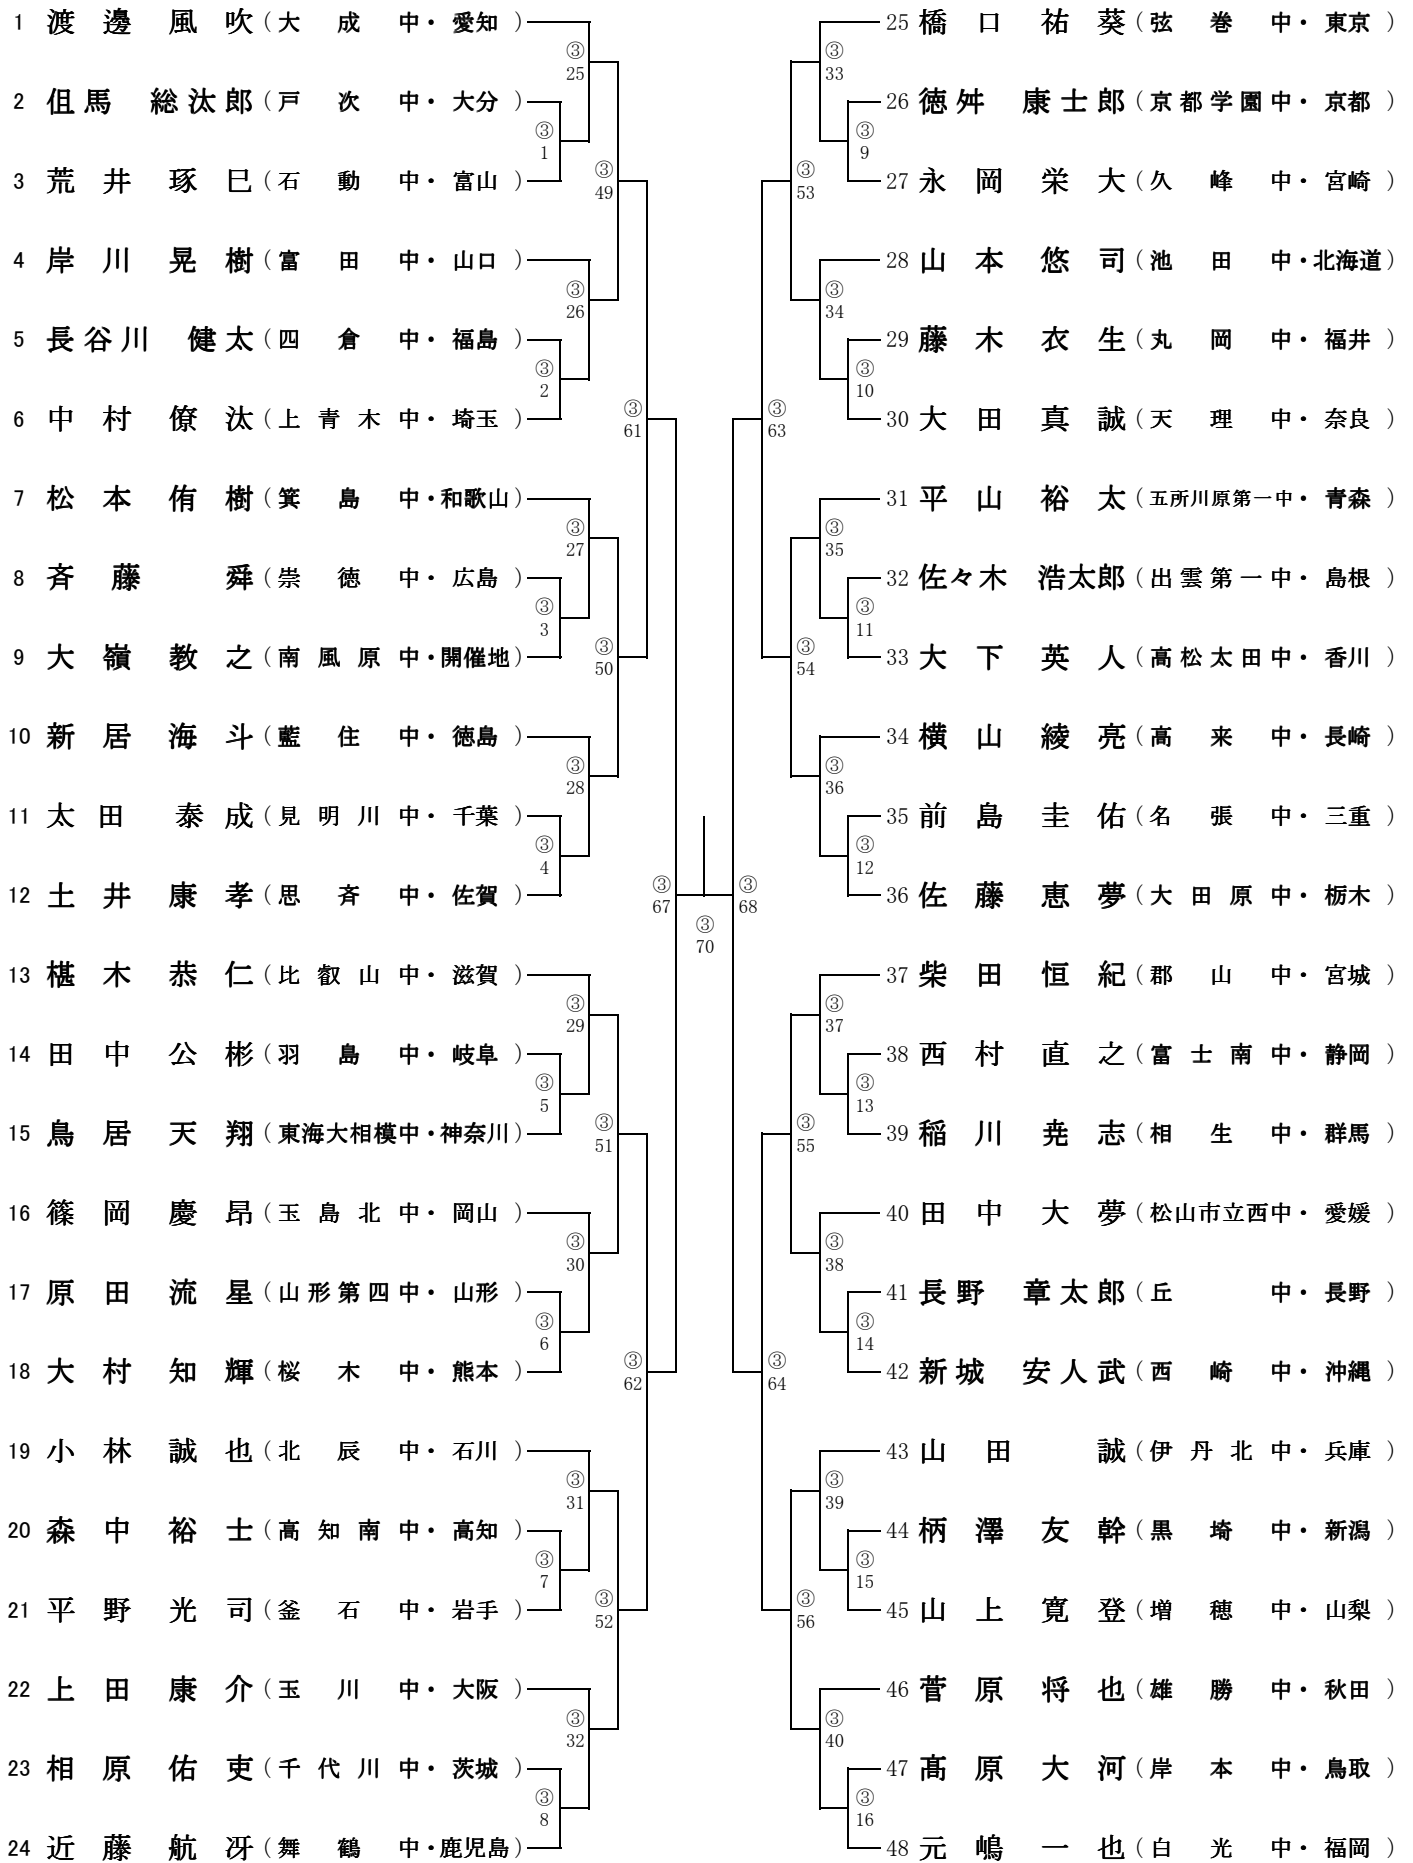 1 渡邊風吹（大成中・愛知）
③
25
2 但馬 総汰郎（戸次中・大分）
③
1
3 荒井琢巳（石動中・富山）
③
49
4 岸川晃樹（富田中・山口）
③
26
5 長谷川 健太（四倉中・福島）
③
2
6 中村僚汰（上青木中・埼玉）
③
61
7 松本侑樹（箕島中・和歌山）
③
27
8 斉藤 舜（崇徳中・広島）
③
3
9 大嶺教之（南風原中・開催地）
③
50
10 新居海斗（藍住中・徳島）
③
28
11 太田 泰成（見明川中・千葉）
③
4
12 土井康孝（思斉中・佐賀）
③
67
13 椹木恭仁（比叡山中・滋賀）
③
29
14 田中公彬（羽島中・岐阜）
③
5
15 鳥居天翔（東海大相模中・神奈川）
③
51
16 篠岡慶昂（玉島北中・岡山）
③
30
17 原田流星（山形第四中・山形）
③
6
18 大村知輝（桜木中・熊本）
③
62
19 小林誠也（北辰中・石川）
③
31
20 森中裕士（高知南中・高知）
③
7
21 平野光司（釜石中・岩手）
③
52
22 上田康介（玉川中・大阪）
③
32
23 相原佑吏（千代川中・茨城）
③
8
24 近藤航冴（舞鶴中・鹿児島）
③
70
25 橋口祐葵（弦巻中・東京）
③
33
26 徳舛 康士郎（京都学園中・京都）
③
9
27 永岡栄大（久峰中・宮崎）
③
53
28 山本悠司（池田中・北海道）
③
34
29 藤木衣生（丸岡中・福井）
③
10
30 大田真誠（天理中・奈良）
③
63
31 平山裕太（五所川原第一中・青森）
③
35
32 佐々木 浩太郎（出雲第一中・島根）
③
11
33 大下英人（高松太田中・香川）
③
54
34 横山綾亮（高来中・長崎）
③
36
35 前島圭佑（名張中・三重）
③
12
36 佐藤恵夢（大田原中・栃木）
③
68
37 柴田恒紀（郡山中・宮城）
③
37
38 西村直之（富士南中・静岡）
③
13
39 稲川尭志（相生中・群馬）
③
55
40 田中大夢（松山市立西中・愛媛）
③
38
41 長野 章太郎（丘中・長野）
③
14
42 新城 安人武（西崎中・沖縄）
③
64
43 山田 誠（伊丹北中・兵庫）
③
39
44 柄澤友幹（黒埼中・新潟）
③
15
45 山上寛登（増穂中・山梨）
③
56
46 菅原将也（雄勝中・秋田）
③
40
47 髙原大河（岸本中・鳥取）
③
16
48 元嶋一也（白光中・福岡）